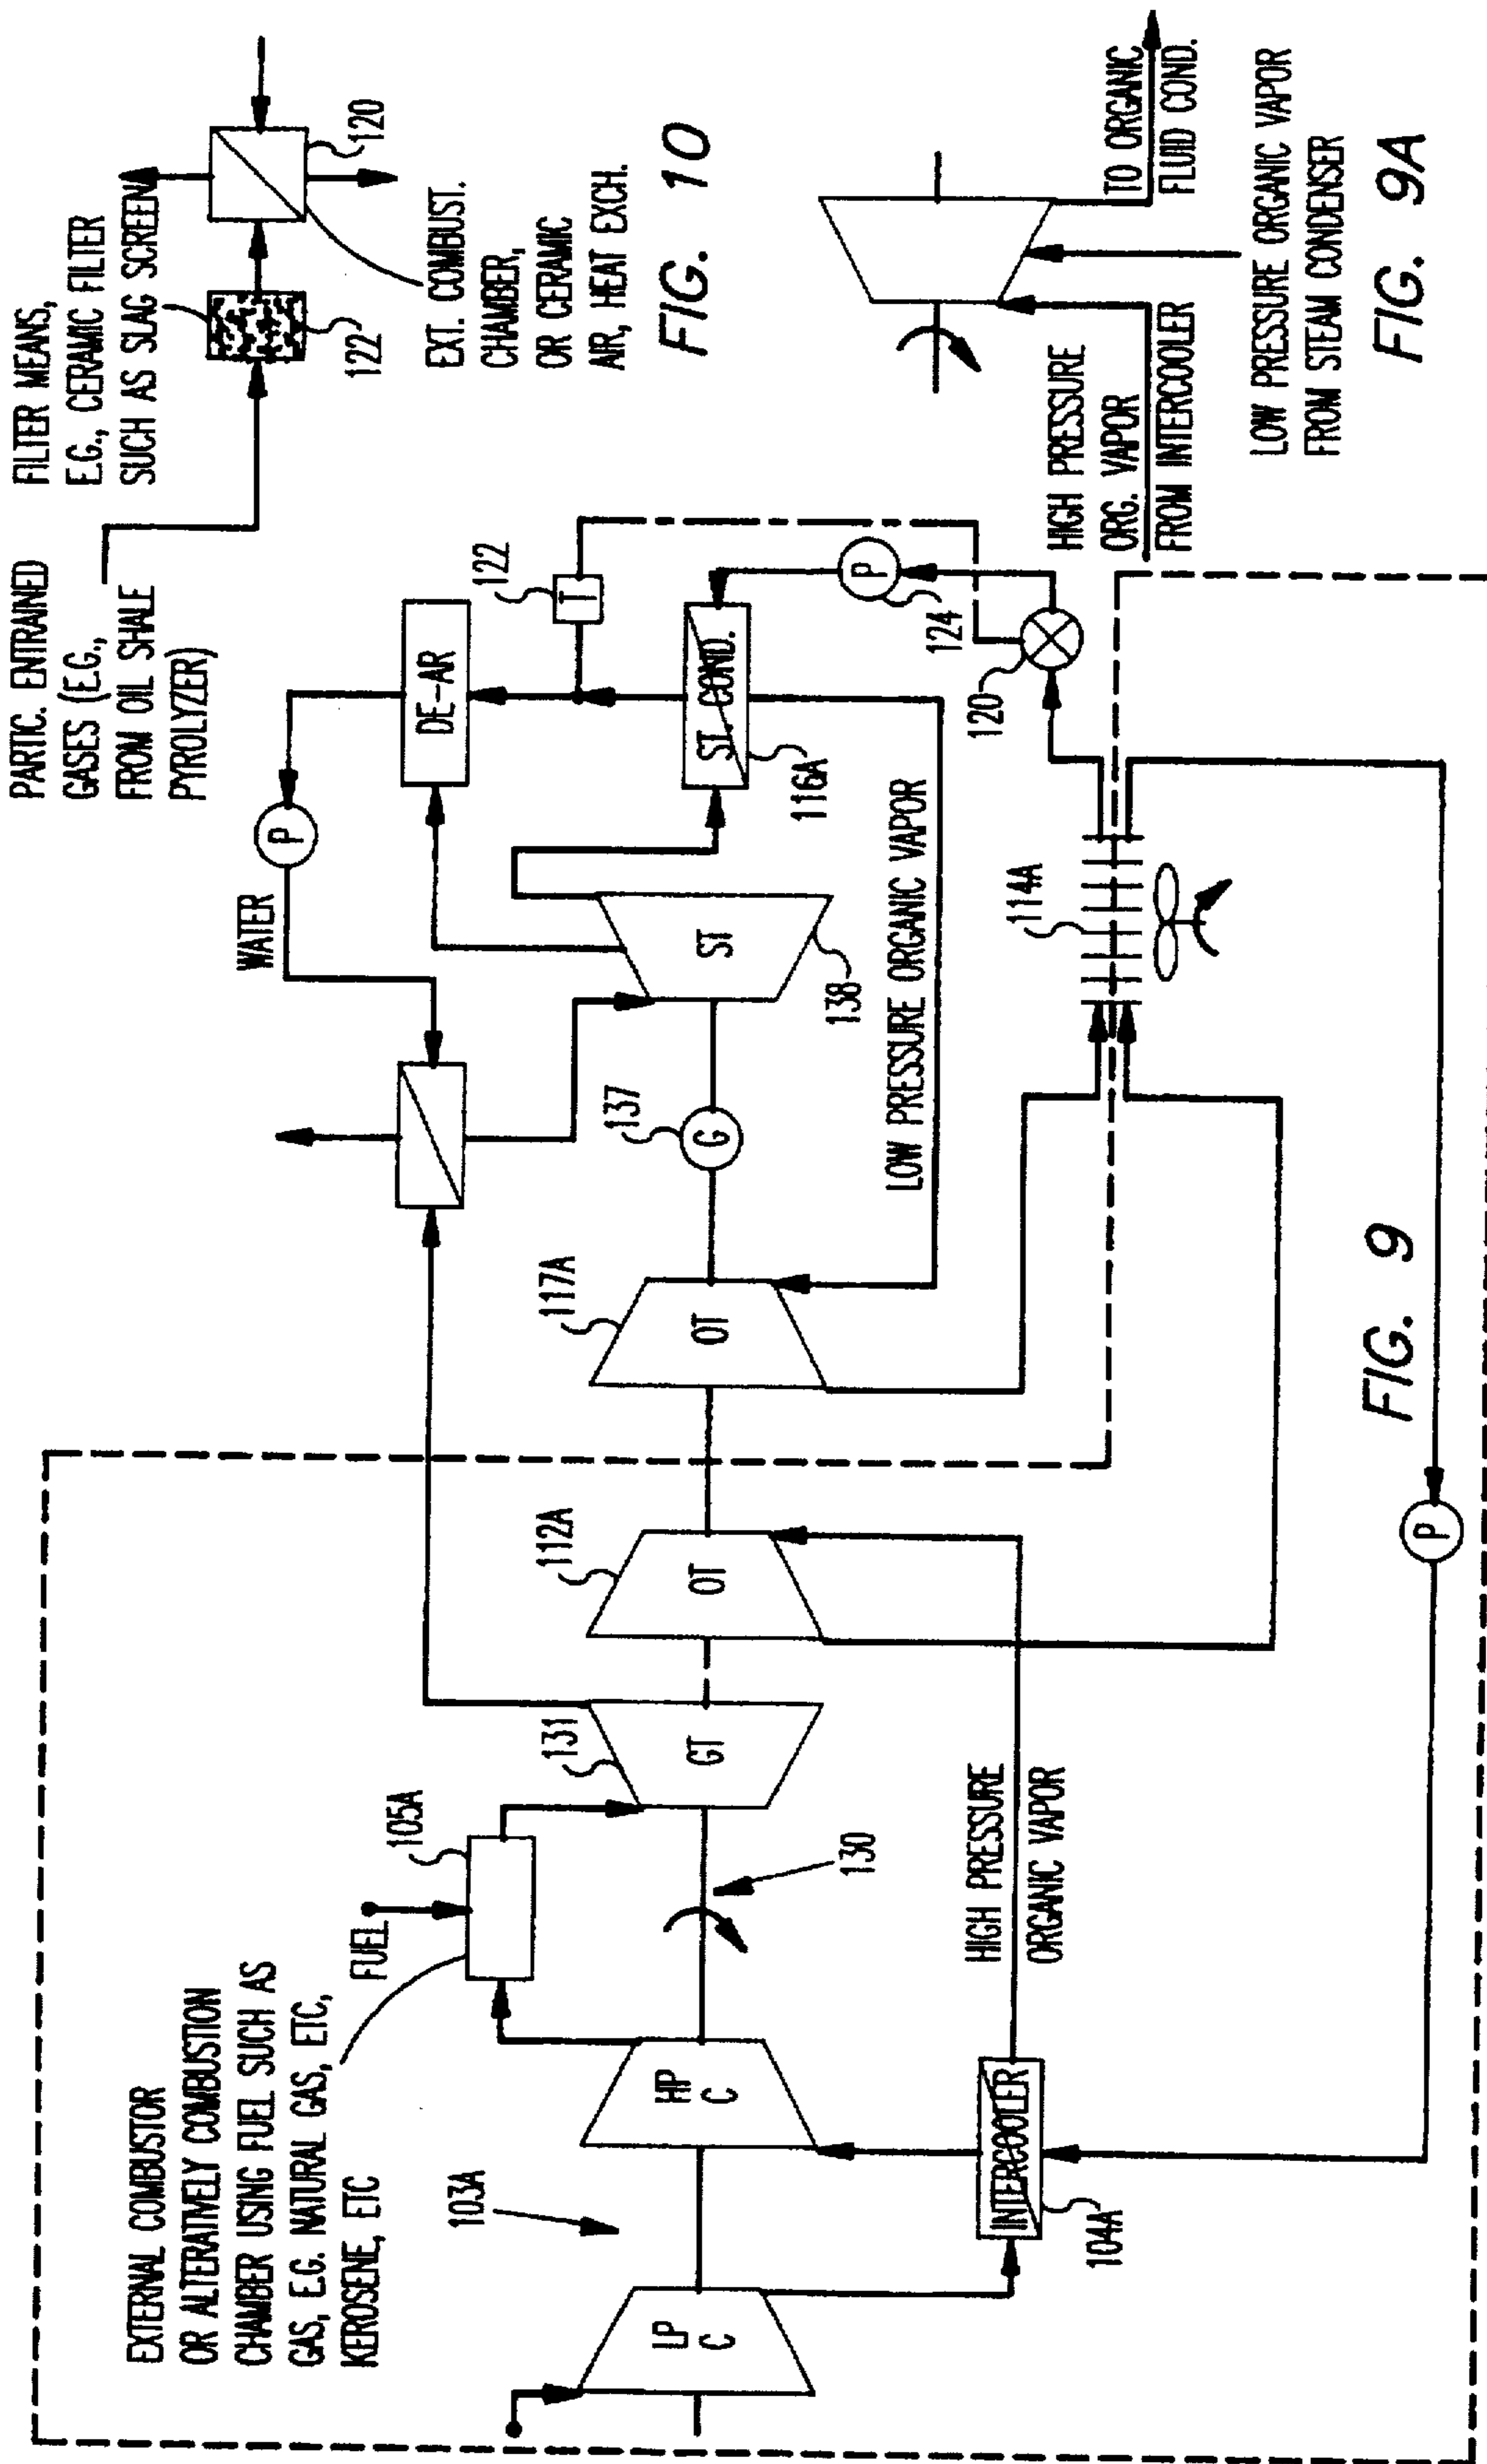 EXTERNAL COMBUSTOR
OR ALTERATIVELY COMBUSTION
CHAMBER USING FUEL SUCH AS
GAS, E.G. NATURAL GAS, ETC,
KEROSENE, ETC
FUEL
105A
103A
LP
C
HP
C
130
131
GT
INTERCOOLER
104A
HIGH PRESSURE
ORGANIC VAPOR
112A
OT
117A
OT
137
G
138
ST
WATER
P
DE-AR
122
T
ST. COND.
116A
LOW PRESSURE ORGANIC VAPOR
P
124
120
114A
P
FIG. 9
PARTIC. ENTRAINED
GASES (E.G.,
FROM OIL SHALE
PYROLYZER)
FILTER MEANS,
E.G., CERAMIC FILTER
SUCH AS SLAG SCREEN
122
120
EXT. COMBUST.
CHAMBER,
OR CERAMIC
AIR, HEAT EXCH.
FIG. 10
HIGH PRESSURE
ORG. VAPOR
FROM INTERCOOLER
TO ORGANIC
FLUID COND.
LOW PRESSURE ORGANIC VAPOR
FROM STEAM CONDENSER
FIG. 9A